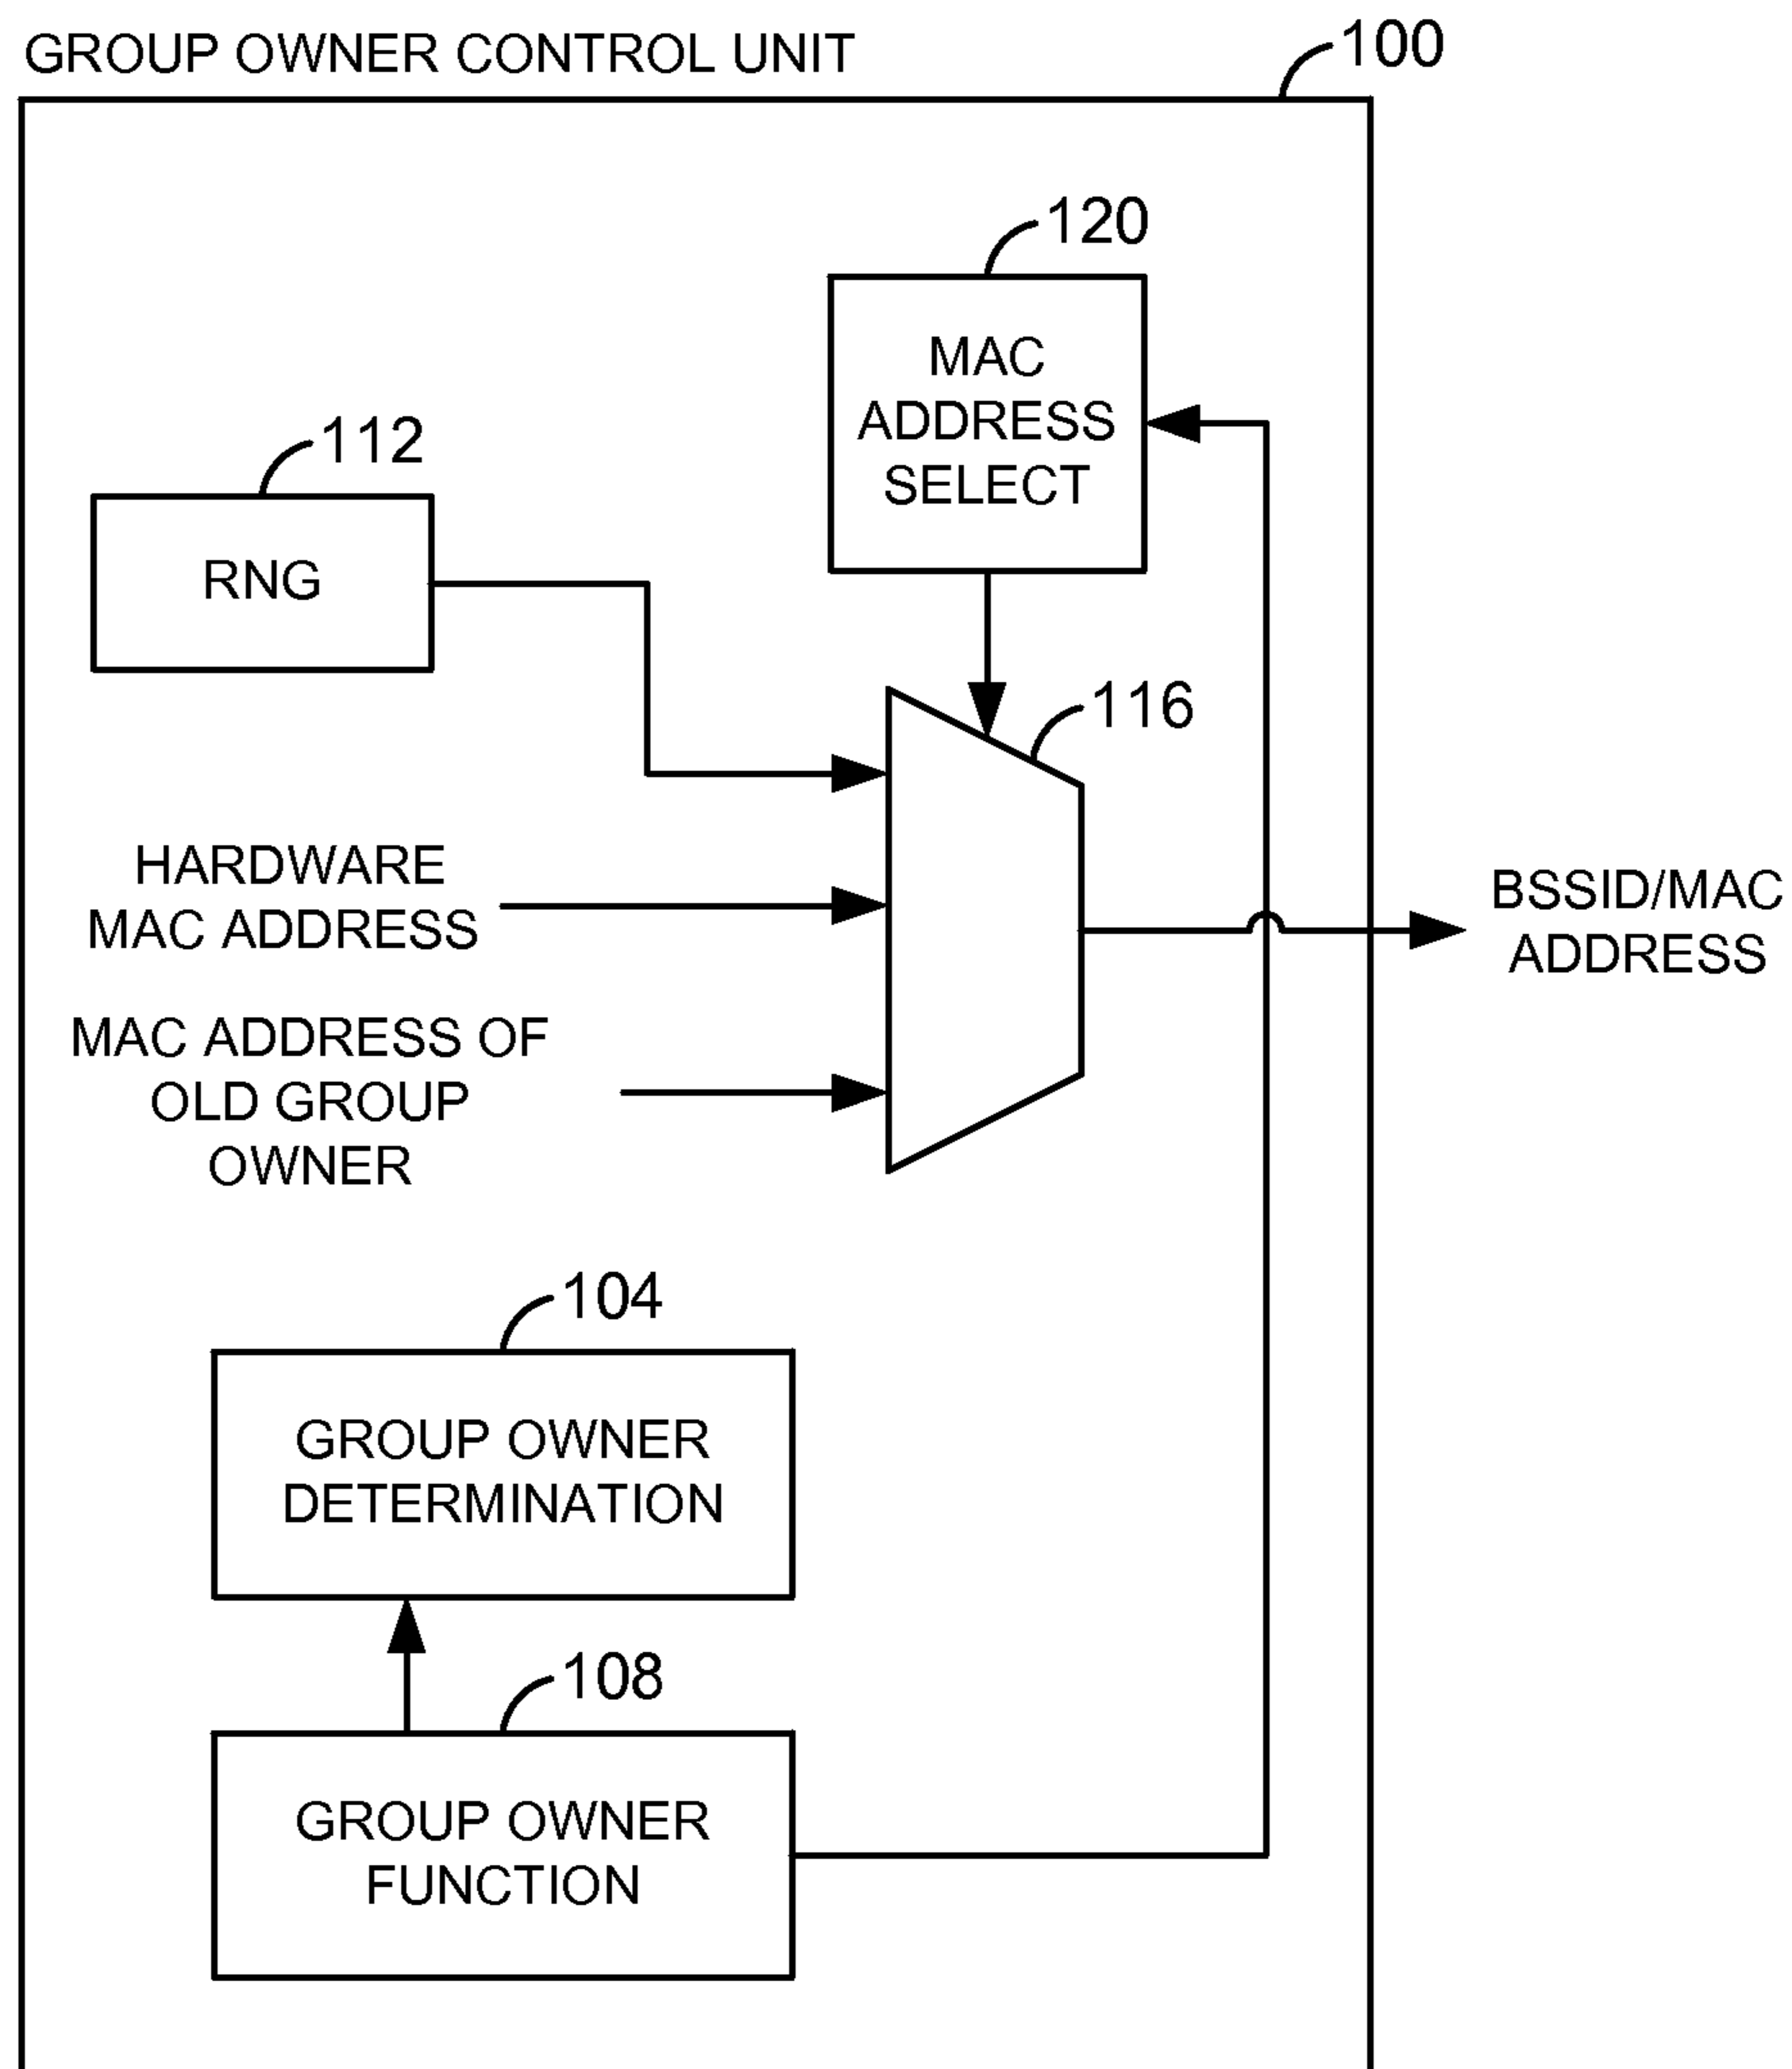 GROUP OWNER CONTROL UNIT
100
120
MAC
ADDRESS
SELECT
112
RNG
116
HARDWARE
MAC ADDRESS
BSSID/MAC
ADDRESS
MAC ADDRESS OF
OLD GROUP
OWNER
104
GROUP OWNER
DETERMINATION
108
GROUP OWNER
FUNCTION